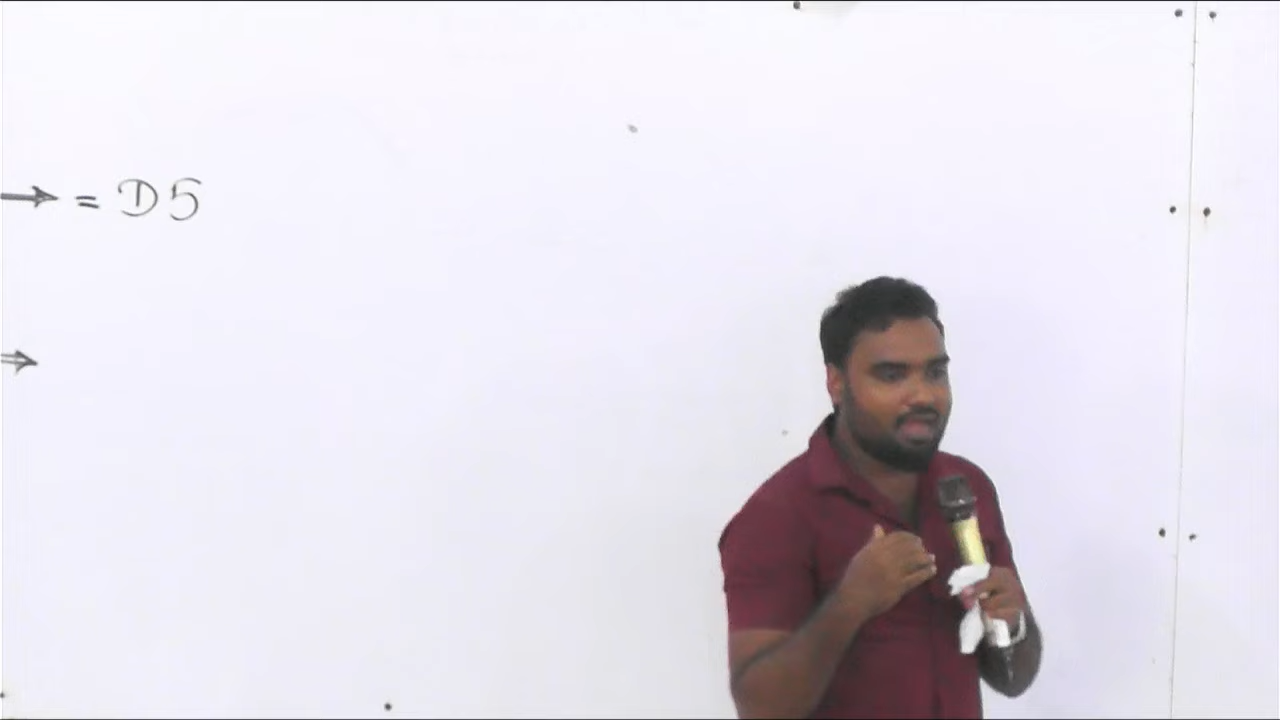 → = D5
⇒